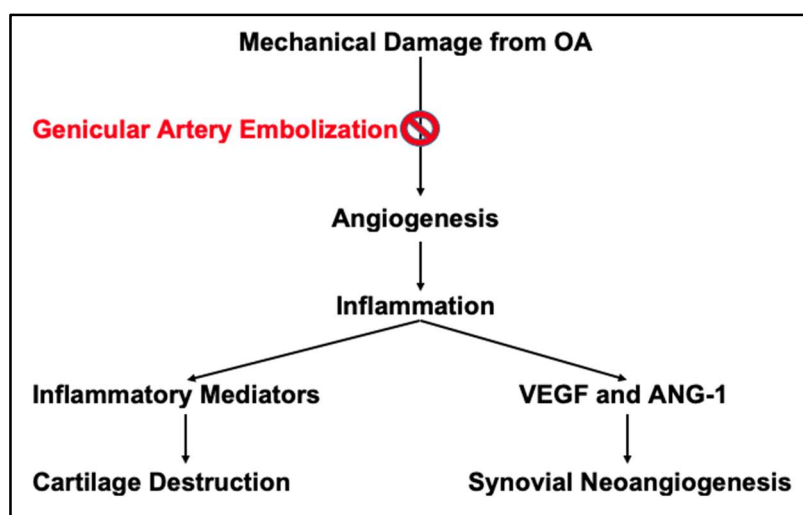 Mechanical Damage from OA
Genicular Artery Embolization
Angiogenesis
Inflammation
Inflammatory Mediators
VEGF and ANG-1
Cartilage Destruction
Synovial Neoangiogenesis